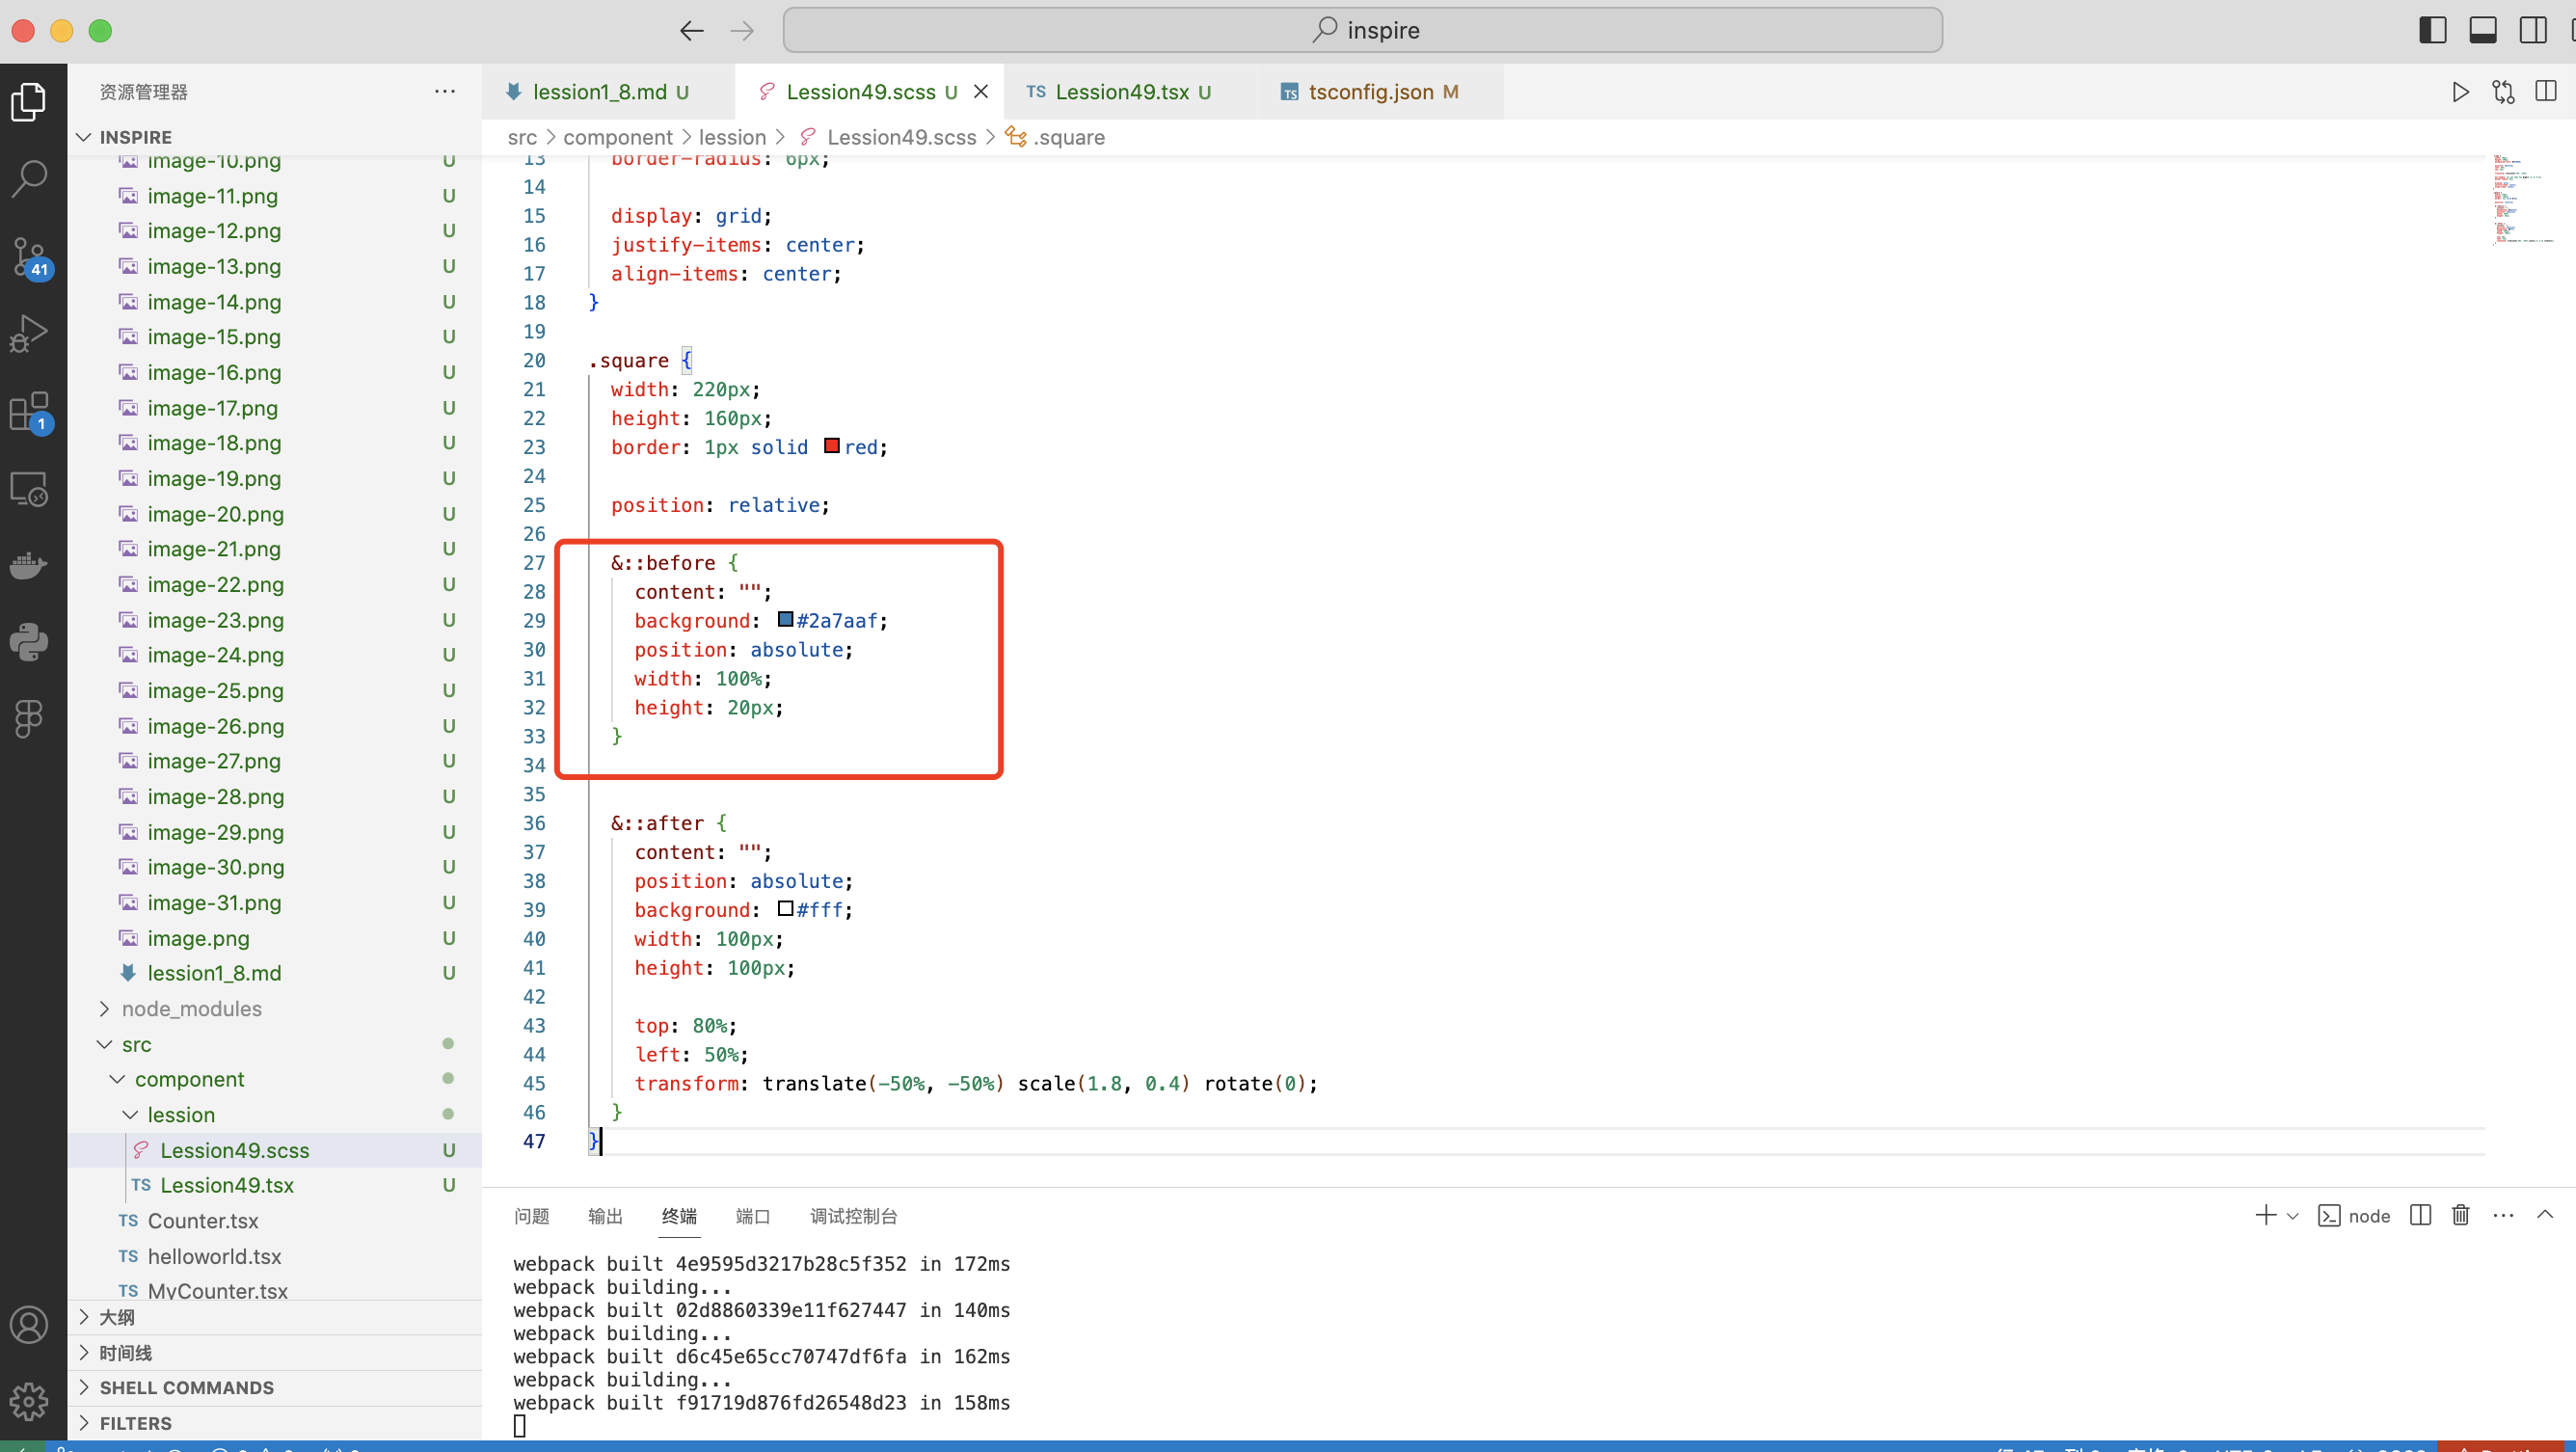 inspire
资源管理器
INSPIRE
image-10.png U
image-11.png U
image-12.png U
image-13.png U
image-14.png U
image-15.png U
image-16.png U
image-17.png U
image-18.png U
image-19.png U
image-20.png U
image-21.png U
image-22.png U
image-23.png U
image-24.png U
image-25.png U
image-26.png U
image-27.png U
image-28.png U
image-29.png U
image-30.png U
image-31.png U
image.png U
lession1_8.md U
node_modules
src
component
lession
Lession49.scss U
TS Lession49.tsx U
TS Counter.tsx
TS helloworld.tsx
TS MyCounter.tsx
大纲
时间线
SHELL COMMANDS
FILTERS
41
1
lession1_8.md U
Lession49.scss U
TS Lession49.tsx U
TS tsconfig.json M
src > component > lession > Lession49.scss > .square
13 border-radius: 6px;
14
15 display: grid;
16 justify-items: center;
17 align-items: center;
18 }
19
20 .square {
21 width: 220px;
22 height: 160px;
23 border: 1px solid red;
24
25 position: relative;
26
27 &::before {
28 content: "";
29 background: #2a7aaf;
30 position: absolute;
31 width: 100%;
32 height: 20px;
33 }
34
35
36 &::after {
37 content: "";
38 position: absolute;
39 background: #fff;
40 width: 100px;
41 height: 100px;
42
43 top: 80%;
44 left: 50%;
45 transform: translate(-50%, -50%) scale(1.8, 0.4) rotate(0);
46 }
47 }
问题 输出 终端 端口 调试控制台
node
webpack built 4e9595d3217b28c5f352 in 172ms
webpack building...
webpack built 02d8860339e11f627447 in 140ms
webpack building...
webpack built d6c45e65cc70747df6fa in 162ms
webpack building...
webpack built f91719d876fd26548d23 in 158ms